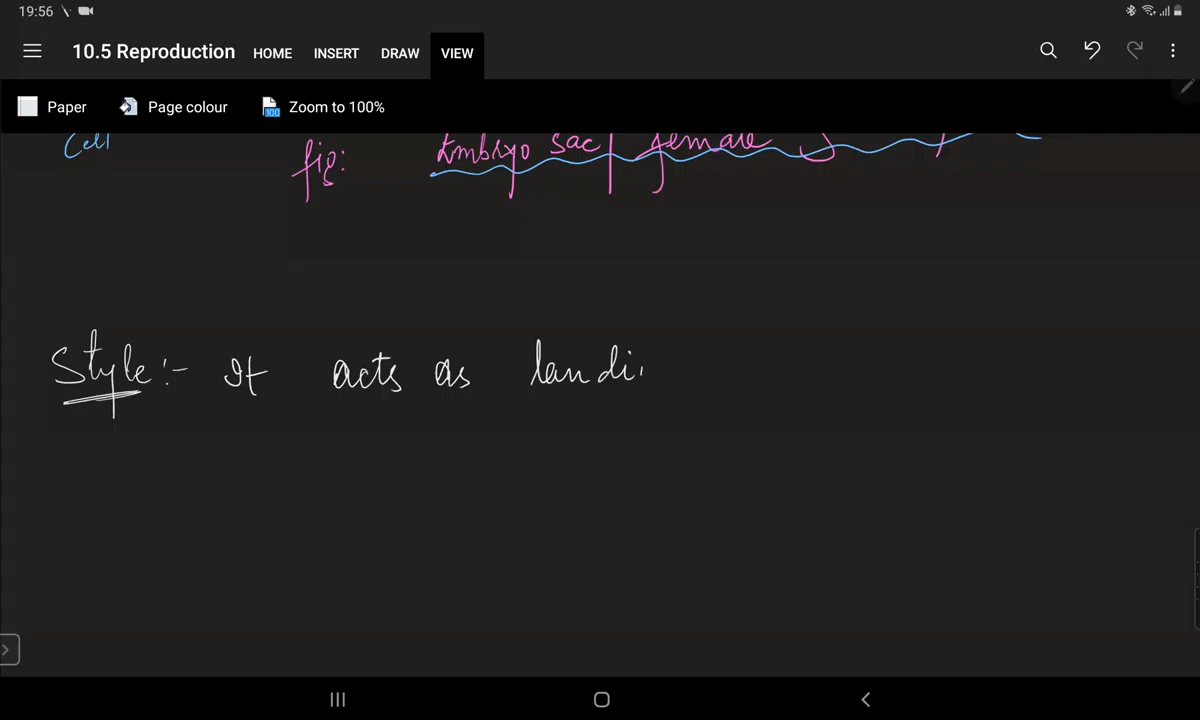 19:56
10.5 Reproduction HOME INSERT DRAW VIEW
Paper Page colour Zoom to 100%
Cell
fig: Embryo sac / female
Style:- It acts as landi